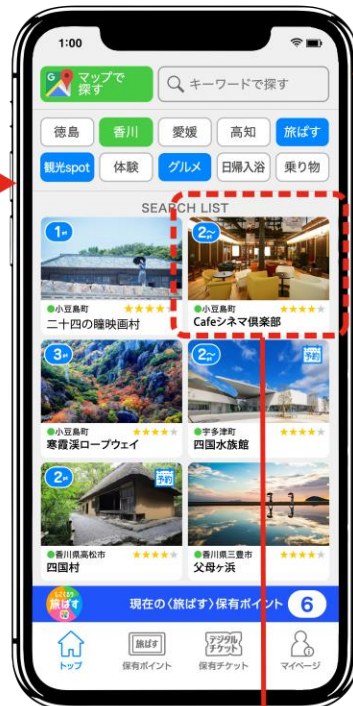 1:00
マップで
探す
キーワードで探す
徳島
香川
愛媛
高知
旅ぱす
観光spot
体験
グルメ
日帰入浴
乗り物
SEARCH LIST
1pt
2〜pt
●小豆島町 ★★★★★
二十四の瞳映画村
●小豆島町 ★★★★★
Cafeシネマ倶楽部
3pt
2〜pt
予約
●小豆島町 ★★★★★
寒霞渓ロープウェイ
●宇多津町 ★★★★★
四国水族館
2pt
予約
●香川県高松市 ★★★★★
四国村
●香川県三豊市 ★★★★★
父母ヶ浜
旅ぱす
現在の〈旅ぱす〉保有ポイント 6
トップ
旅ぱす
保有ポイント
デジタル
チケット
保有チケット
マイページ